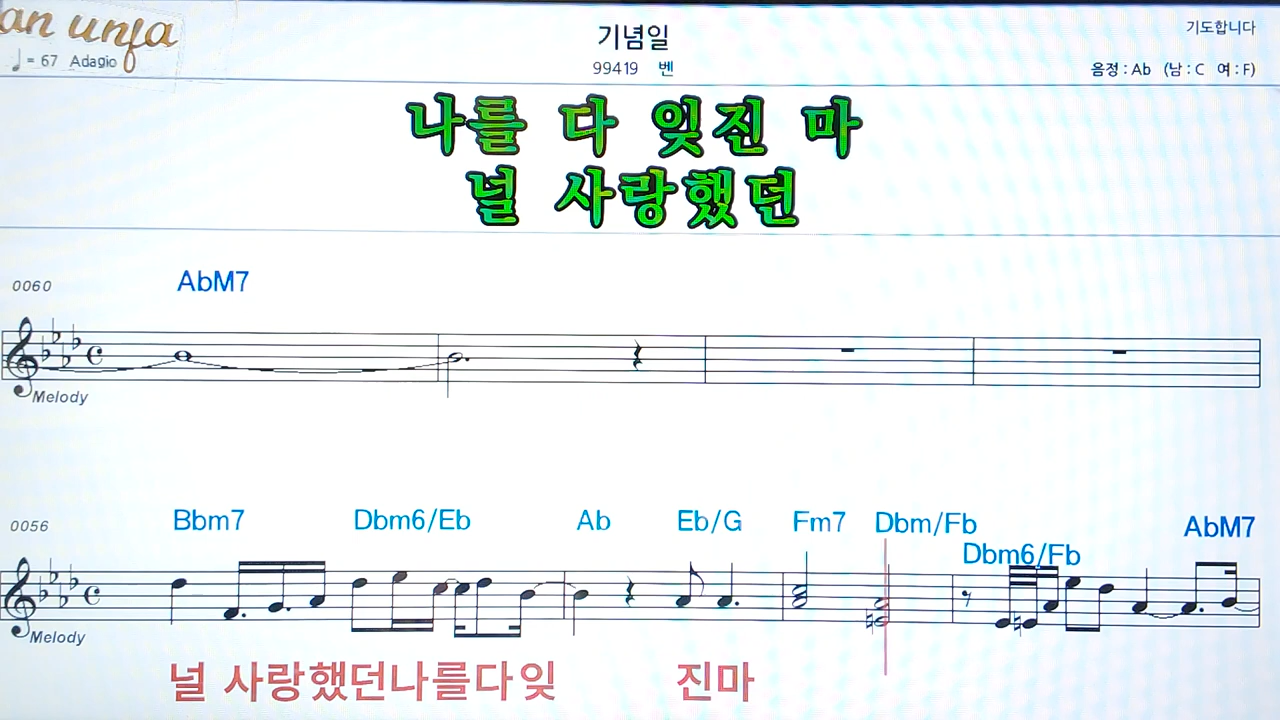 an unfa
♩= 67 Adagio
기념일
99419 벤
기도합니다
음정 : Ab (남 : C 여 : F)
나를 다 잊진 마
널 사랑했던
0060
AbM7
Melody
0056
Bbm7 Dbm6/Eb Ab Eb/G Fm7 Dbm/Fb AbM7
Dbm6/Fb
Melody
널 사랑했던나를다잊 진마